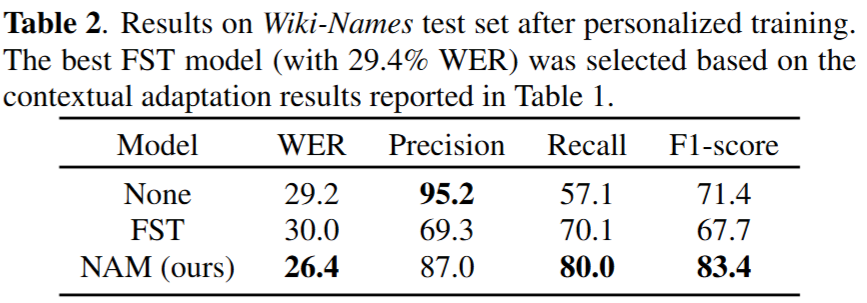 Table 2. Results on Wiki-Names test set after personalized training.
The best FST model (with 29.4% WER) was selected based on the
contextual adaptation results reported in Table 1.
Model WER Precision Recall F1-score
None 29.2 95.2 57.1 71.4
FST 30.0 69.3 70.1 67.7
NAM (ours) 26.4 87.0 80.0 83.4